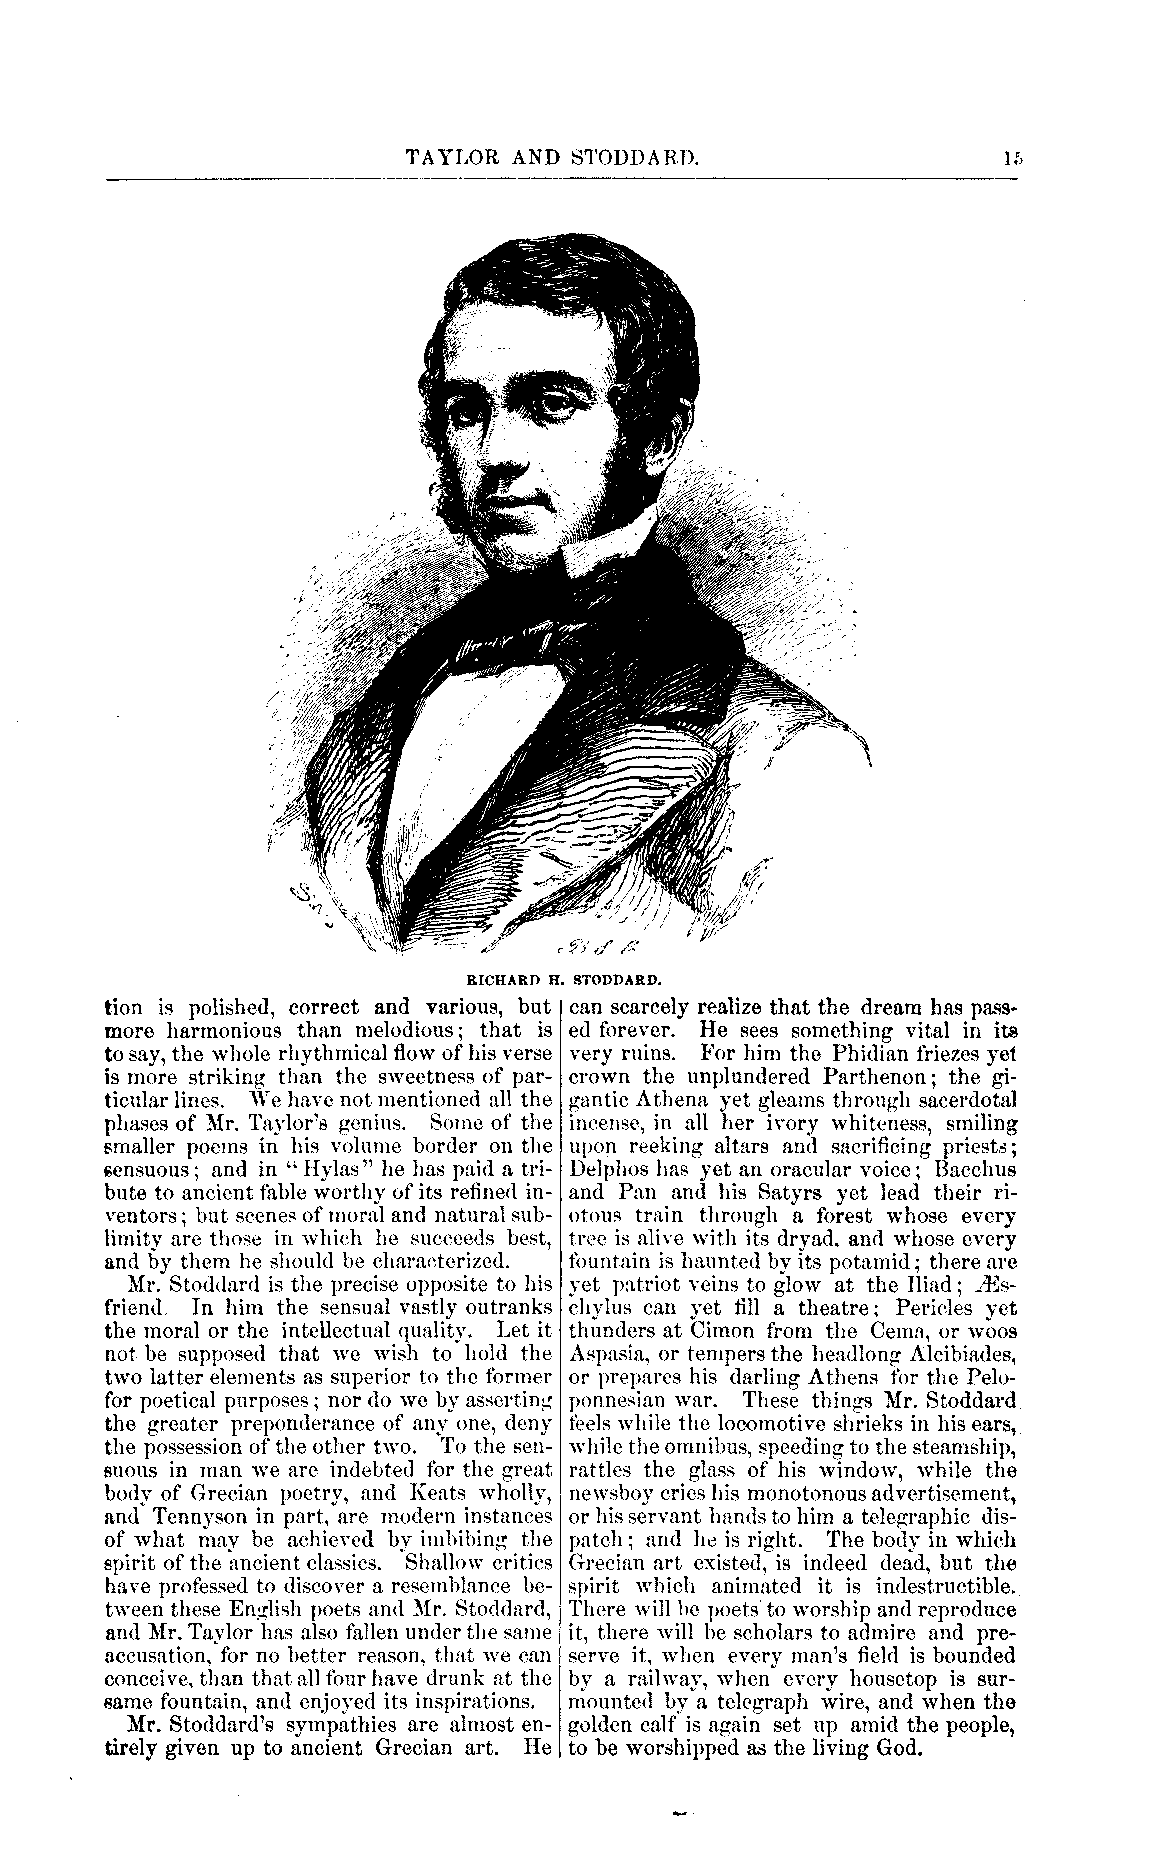 TAYLOR AND STODDARD. 15
RICHARD H. STODDARD.
tion is polished, correct and various, but
more harmonious than melodious; that is
to say, the whole rhythmical flow of his verse
is more striking than the sweetness of par-
ticular lines. We have not mentioned all the
phases of Mr. Taylor's genius. Some of the
smaller poems in his volume border on the
sensuous; and in "Hylas" he has paid a tri-
bute to ancient fable worthy of its refined in-
ventors; but scenes of moral and natural sub-
limity are those in which he succeeds best,
and by them he should be characterized.
Mr. Stoddard is the precise opposite to his
friend. In him the sensual vastly outranks
the moral or the intellectual quality. Let it
not be supposed that we wish to hold the
two latter elements as superior to the former
for poetical purposes; nor do we by asserting
the greater preponderance of any one, deny
the possession of the other two. To the sen-
suous in man we are indebted for the great
body of Grecian poetry, and Keats wholly,
and Tennyson in part, are modern instances
of what may be achieved by imbibing the
spirit of the ancient classics. Shallow critics
have professed to discover a resemblance be-
tween these English poets and Mr. Stoddard,
and Mr. Taylor has also fallen under the same
accusation, for no better reason, that we can
conceive, than that all four have drunk at the
same fountain, and enjoyed its inspirations.
Mr. Stoddard's sympathies are almost en-
tirely given up to ancient Grecian art. He
can scarcely realize that the dream has pass-
ed forever. He sees something vital in its
very ruins. For him the Phidian friezes yet
crown the unplundered Parthenon; the gi-
gantic Athena yet gleams through sacerdotal
incense, in all her ivory whiteness, smiling
upon reeking altars and sacrificing priests;
Delphos has yet an oracular voice; Bacchus
and Pan and his Satyrs yet lead their ri-
otous train through a forest whose every
tree is alive with its dryad, and whose every
fountain is haunted by its potamid; there are
yet patriot veins to glow at the Iliad; Æs-
chylus can yet fill a theatre; Pericles yet
thunders at Cimon from the Cema, or woos
Aspasia, or tempers the headlong Alcibiades,
or prepares his darling Athens for the Pelo-
ponnesian war. These things Mr. Stoddard
feels while the locomotive shrieks in his ears,
while the omnibus, speeding to the steamship,
rattles the glass of his window, while the
newsboy cries his monotonous advertisement,
or his servant hands to him a telegraphic dis-
patch; and he is right. The body in which
Grecian art existed, is indeed dead, but the
spirit which animated it is indestructible.
There will be poets to worship and reproduce
it, there will be scholars to admire and pre-
serve it, when every man's field is bounded
by a railway, when every housetop is sur-
mounted by a telegraph wire, and when the
golden calf is again set up amid the people,
to be worshipped as the living God.